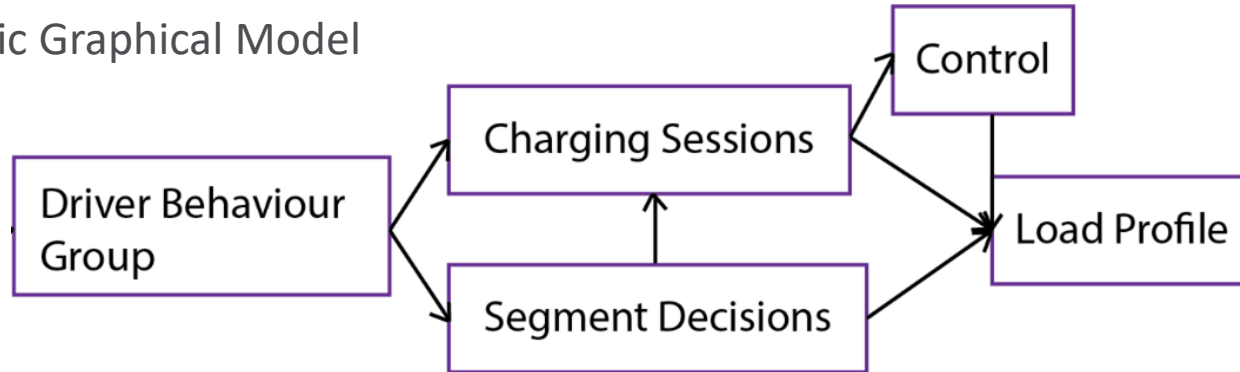 ic Graphical Model
Control
Charging Sessions
Driver Behaviour
Group
Load Profile
Segment Decisions